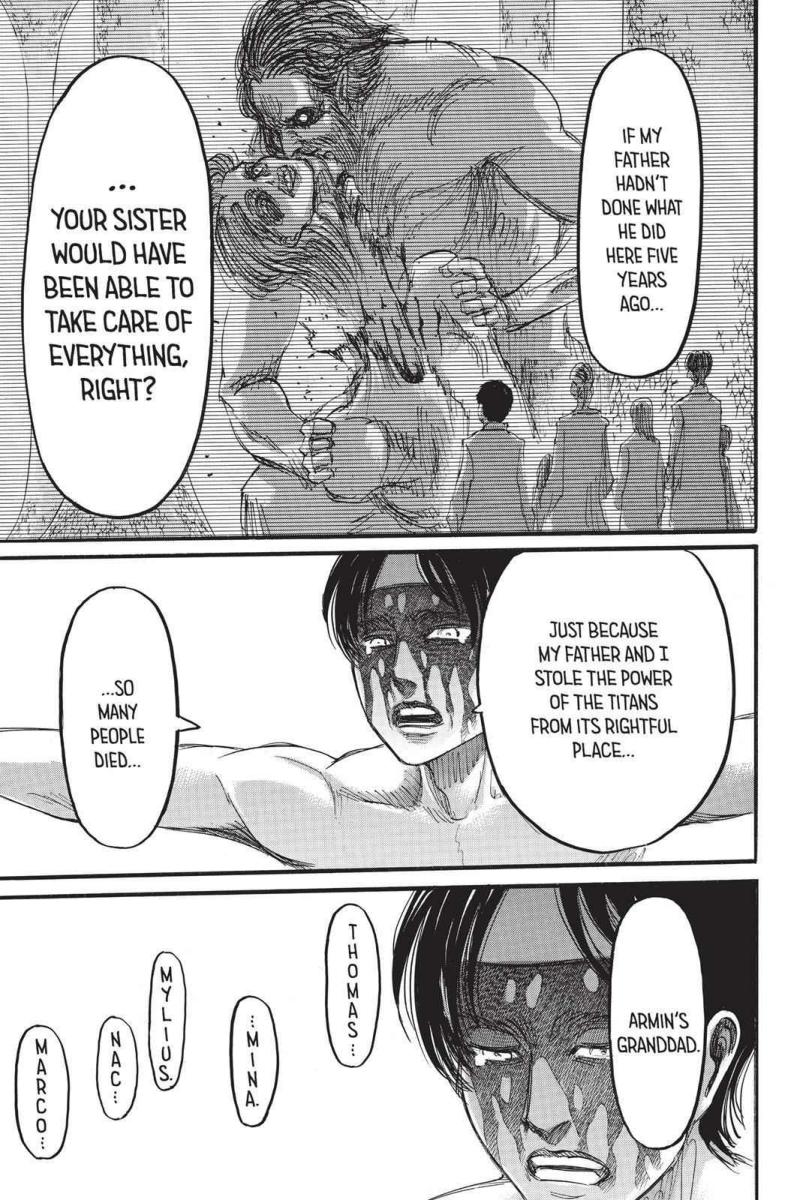 IF MY
FATHER
HADN'T
DONE WHAT
HE DID
HERE FIVE
YEARS
AGO...
...
YOUR SISTER
WOULD HAVE
BEEN ABLE TO
TAKE CARE OF
EVERYTHING,
RIGHT?
JUST BECAUSE
MY FATHER AND I
STOLE THE POWER
OF THE TITANS
FROM ITS RIGHTFUL
PLACE...
...SO
MANY
PEOPLE
DIED...
ARMIN'S
GRANDDAD.
THOMAS...
...MINA.
MYLIUS.
NAC...
MARCO...